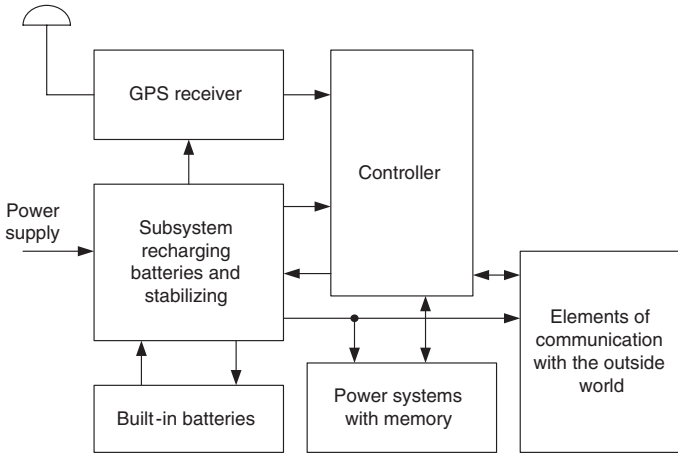 GPS receiver
Controller
Power
supply
Subsystem
recharging
batteries and
stabilizing
Elements of
communication
with the outside
world
Built-in batteries
Power systems
with memory